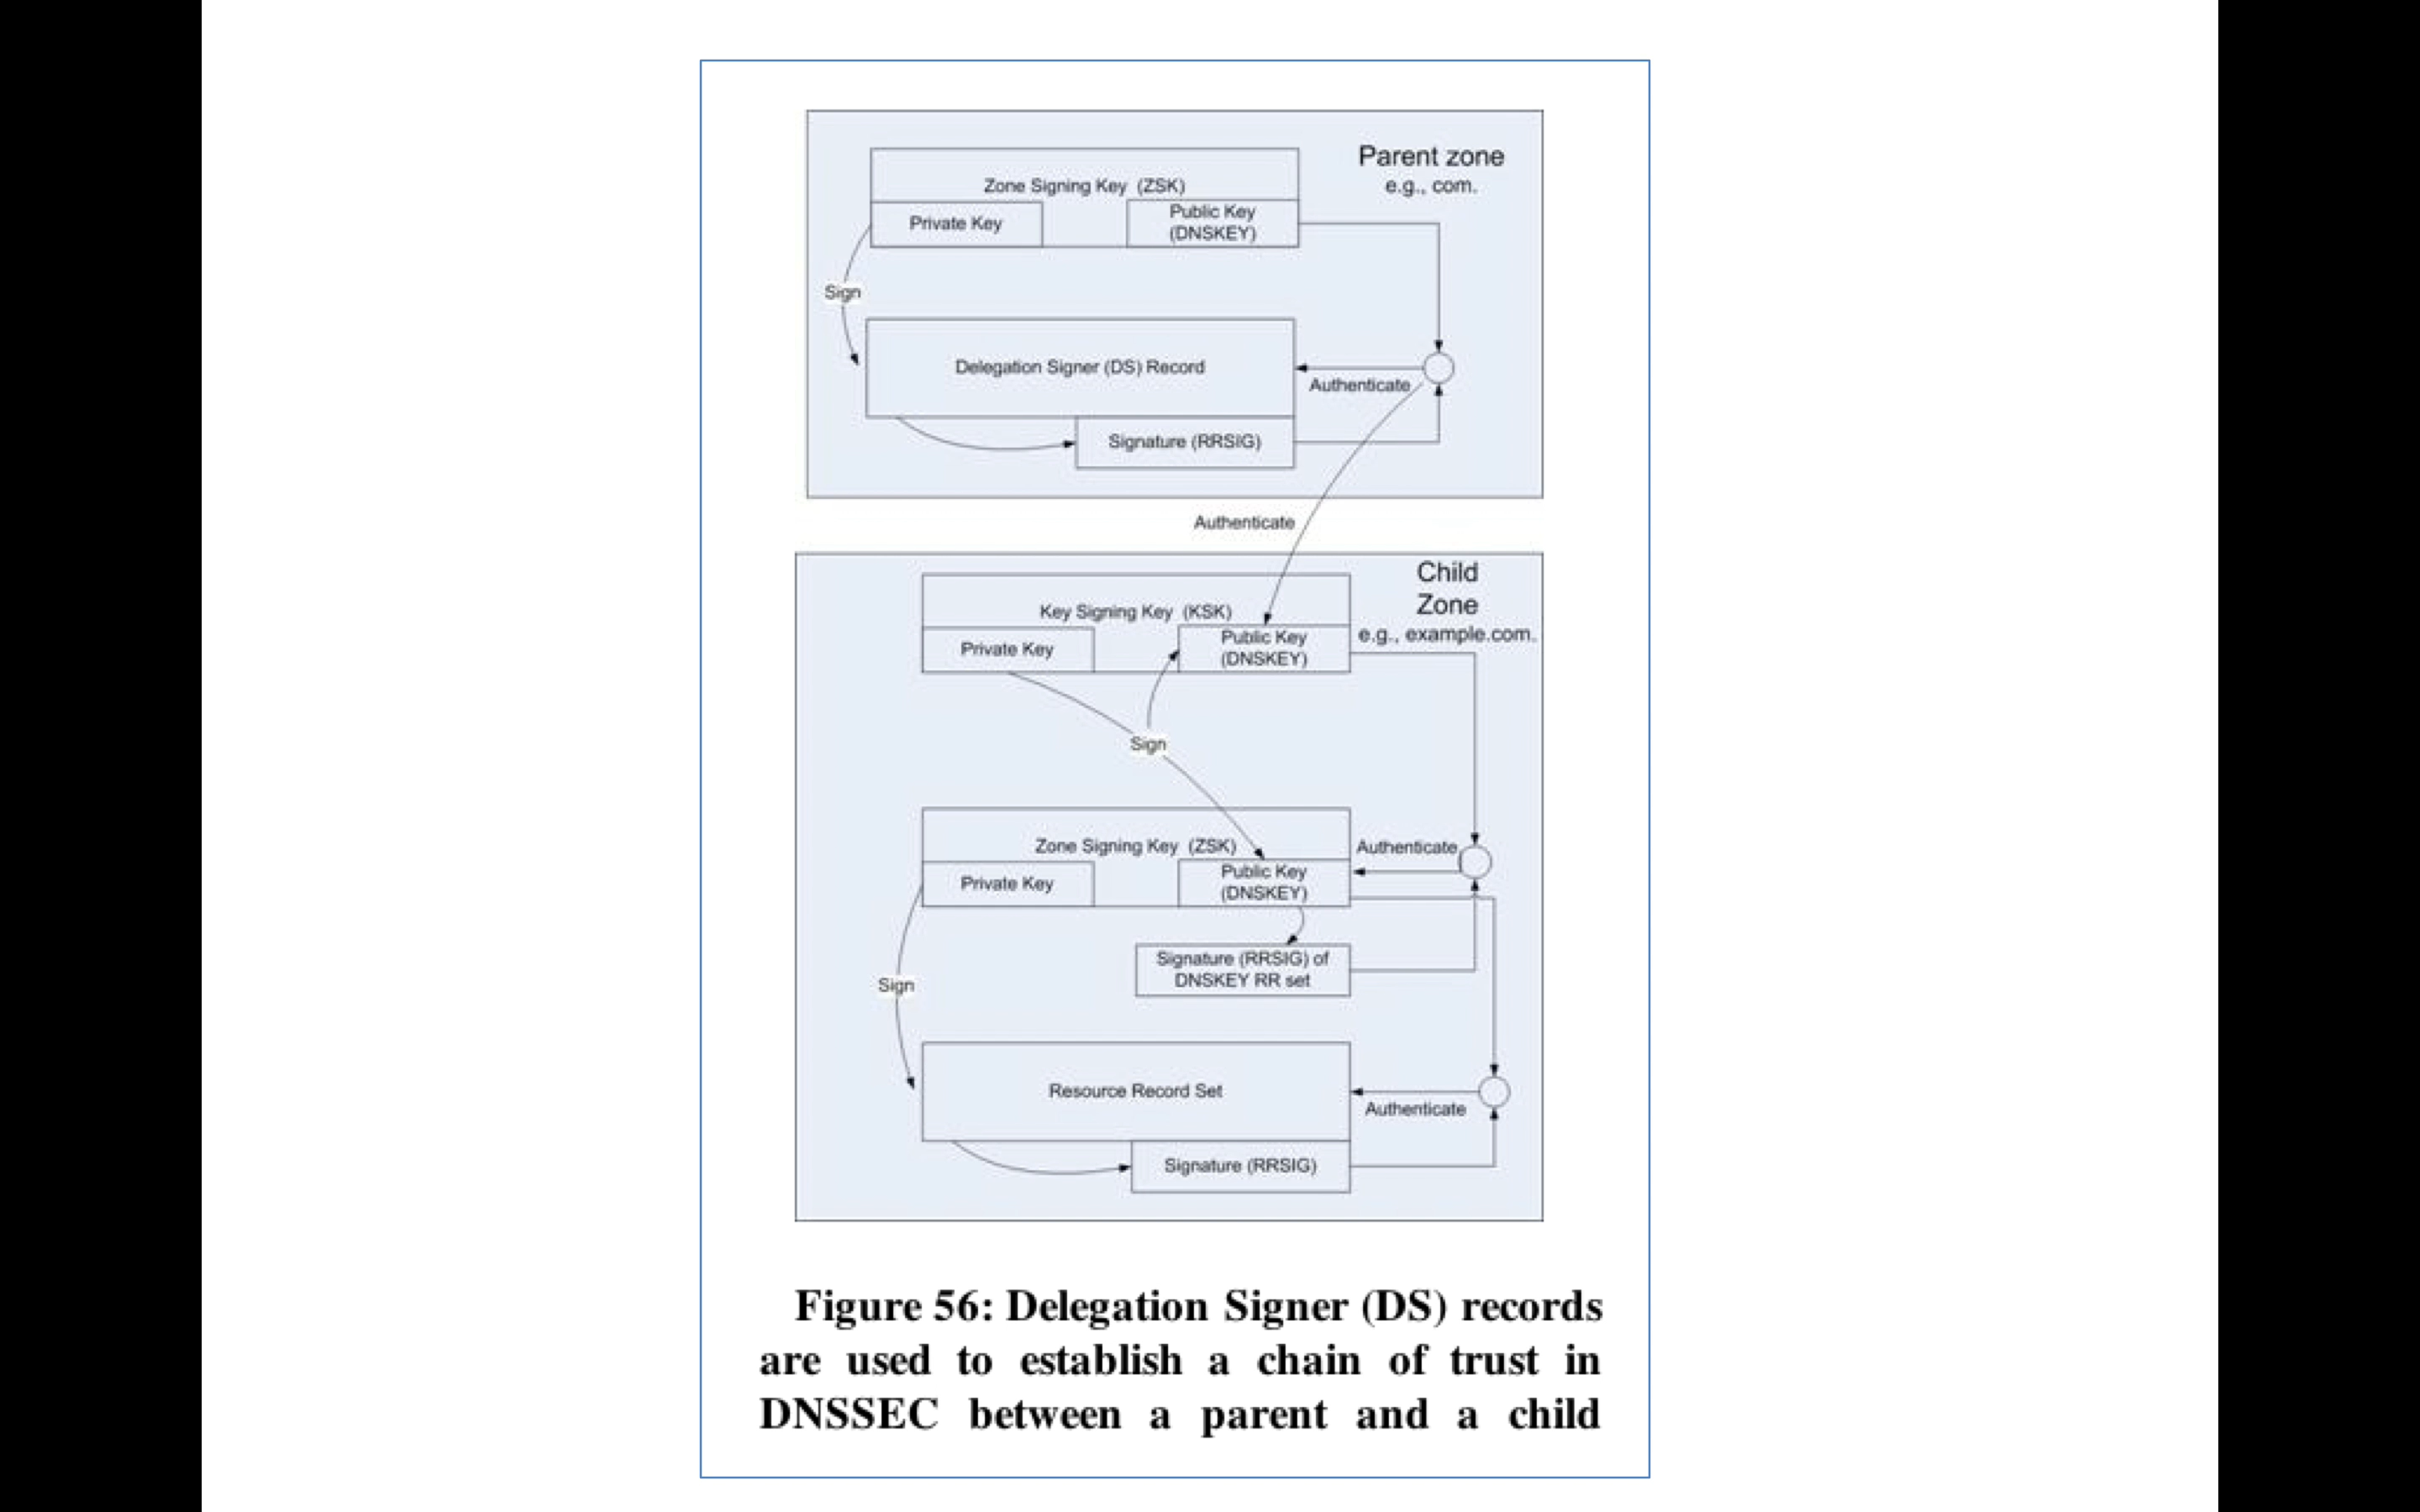 Parent zone
e.g., com.
Zone Signing Key (ZSK)
Private Key
Public Key
(DNSKEY)
Sign
Delegation Signer (DS) Record
Authenticate
Signature (RRSIG)
Authenticate
Child
Zone
e.g., example.com.
Key Signing Key (KSK)
Private Key
Public Key
(DNSKEY)
Sign
Zone Signing Key (ZSK)
Authenticate
Private Key
Public Key
(DNSKEY)
Signature (RRSIG) of
DNSKEY RR set
Sign
Resource Record Set
Authenticate
Signature (RRSIG)
Figure 56: Delegation Signer (DS) records
are used to establish a chain of trust in
DNSSEC between a parent and a child